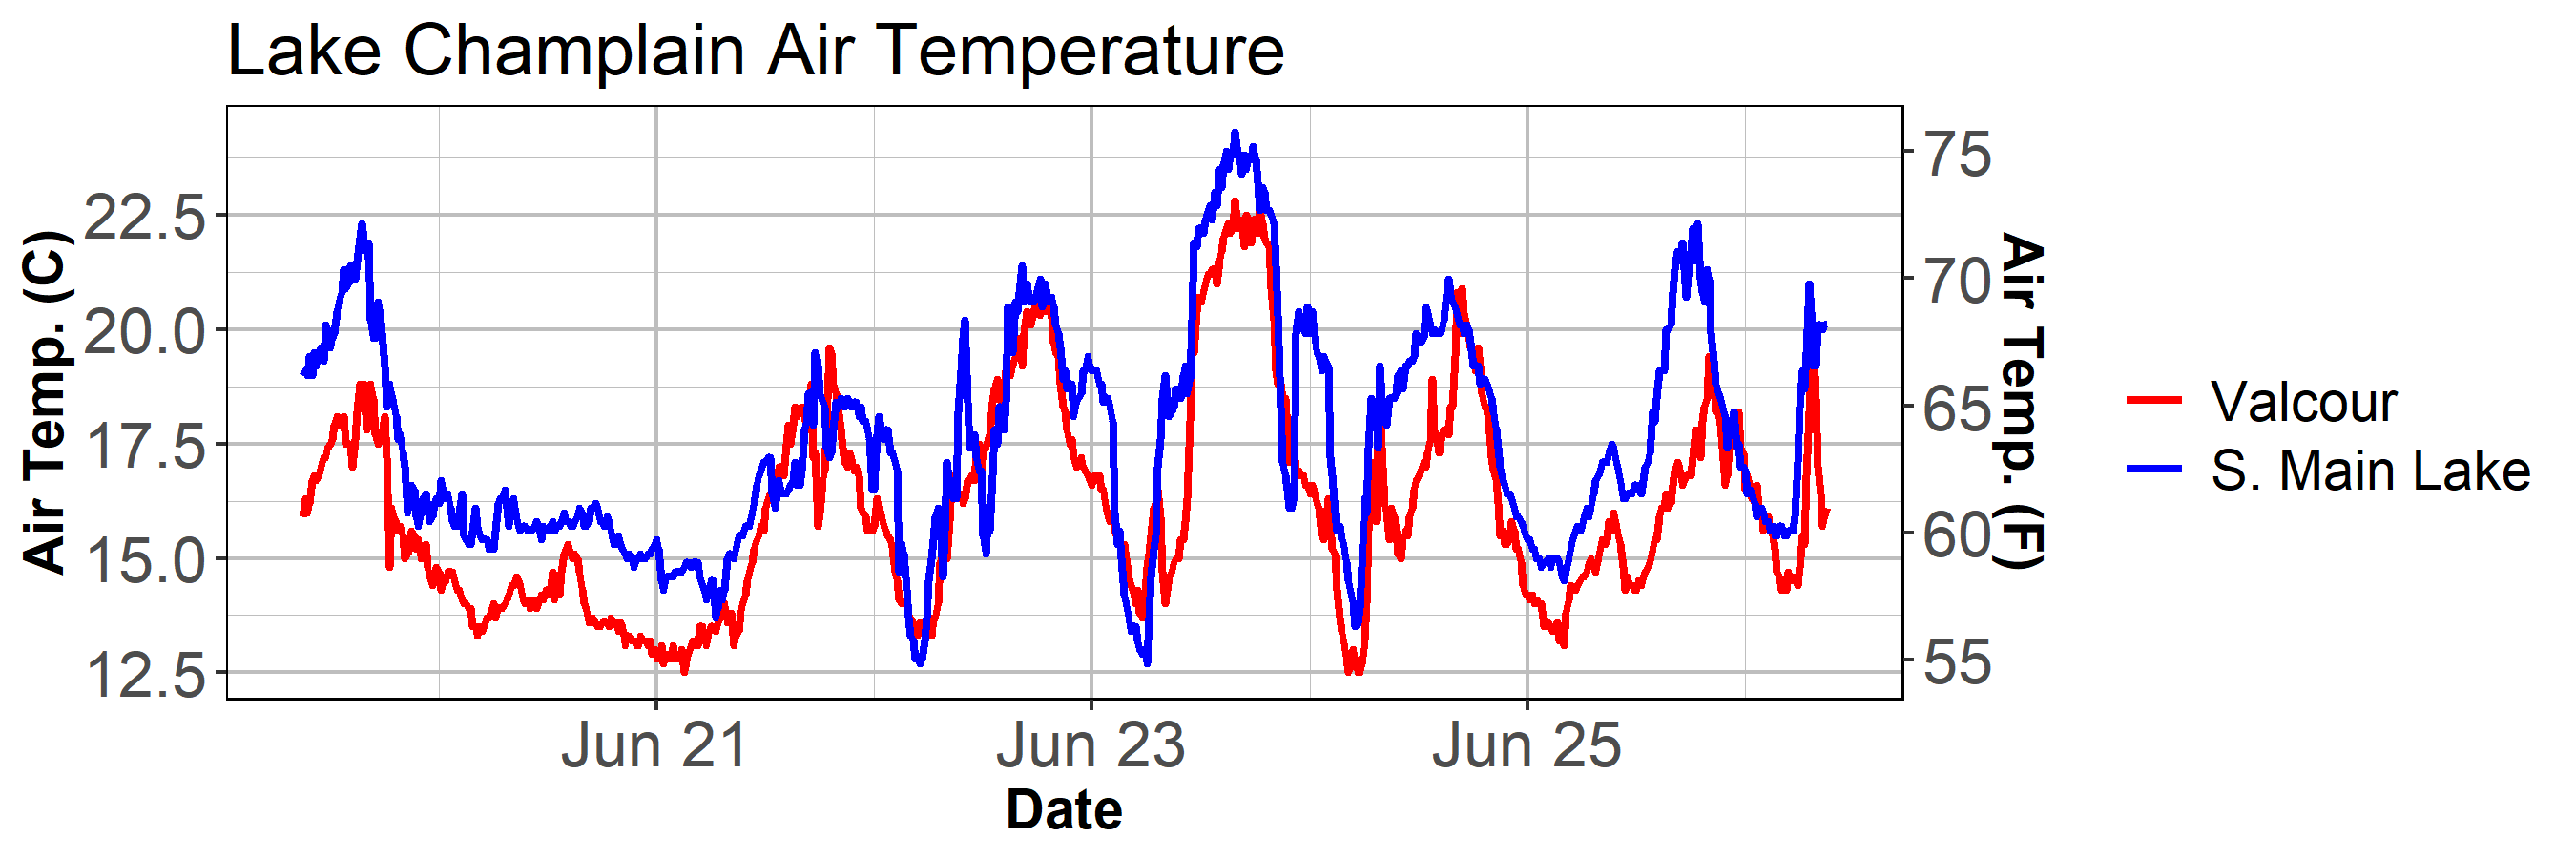 Lake Champlain Air Temperature
Air Temp. (C)
22.5
20.0
17.5
15.0
12.5
75
70
65
60
55
Air Temp. (F)
Jun 21 Jun 23 Jun 25
Date
Valcour
S. Main Lake